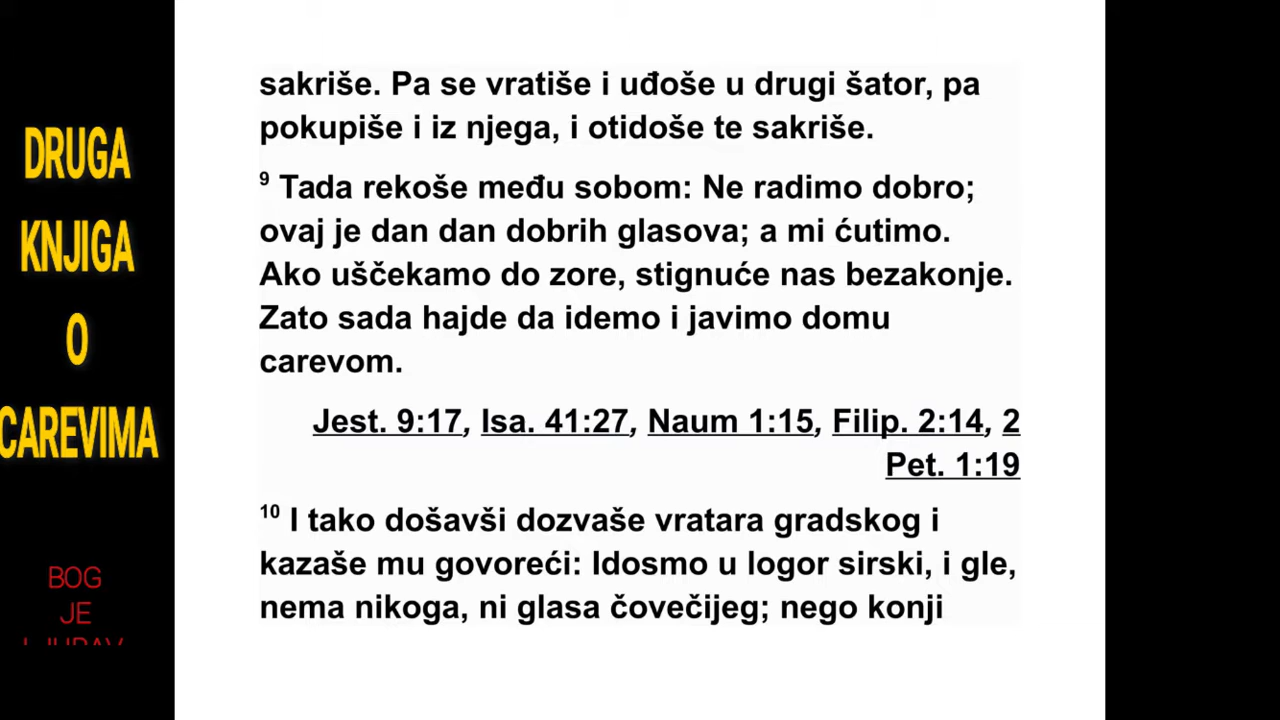 DRUGA
KNJIGA
O
CAREVIMA
BOG
JE
LJUBAV
sakriše. Pa se vratiše i uđoše u drugi šator, pa
pokupiše i iz njega, i otidoše te sakriše.
9 Tada rekoše među sobom: Ne radimo dobro;
ovaj je dan dan dobrih glasova; a mi ćutimo.
Ako uščekamo do zore, stignuće nas bezakonje.
Zato sada hajde da idemo i javimo domu
carevom.
Jest. 9:17, Isa. 41:27, Naum 1:15, Filip. 2:14, 2
Pet. 1:19
10 I tako došavši dozvaše vratara gradskog i
kazaše mu govoreći: Idosmo u logor sirski, i gle,
nema nikoga, ni glasa čovečijeg; nego konji